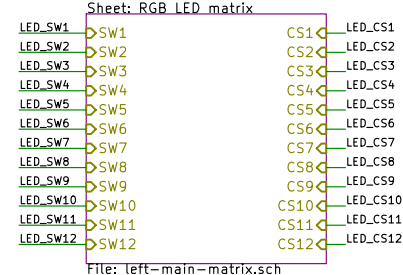 Sheet: RGB LED matrix
LED_SW1 SW1 CS1 LED_CS1
LED_SW2 SW2 CS2 LED_CS2
LED_SW3 SW3 CS3 LED_CS3
LED_SW4 SW4 CS4 LED_CS4
LED_SW5 SW5 CS5 LED_CS5
LED_SW6 SW6 CS6 LED_CS6
LED_SW7 SW7 CS7 LED_CS7
LED_SW8 SW8 CS8 LED_CS8
LED_SW9 SW9 CS9 LED_CS9
LED_SW10 SW10 CS10 LED_CS10
LED_SW11 SW11 CS11 LED_CS11
LED_SW12 SW12 CS12 LED_CS12
File: left-main-matrix.sch